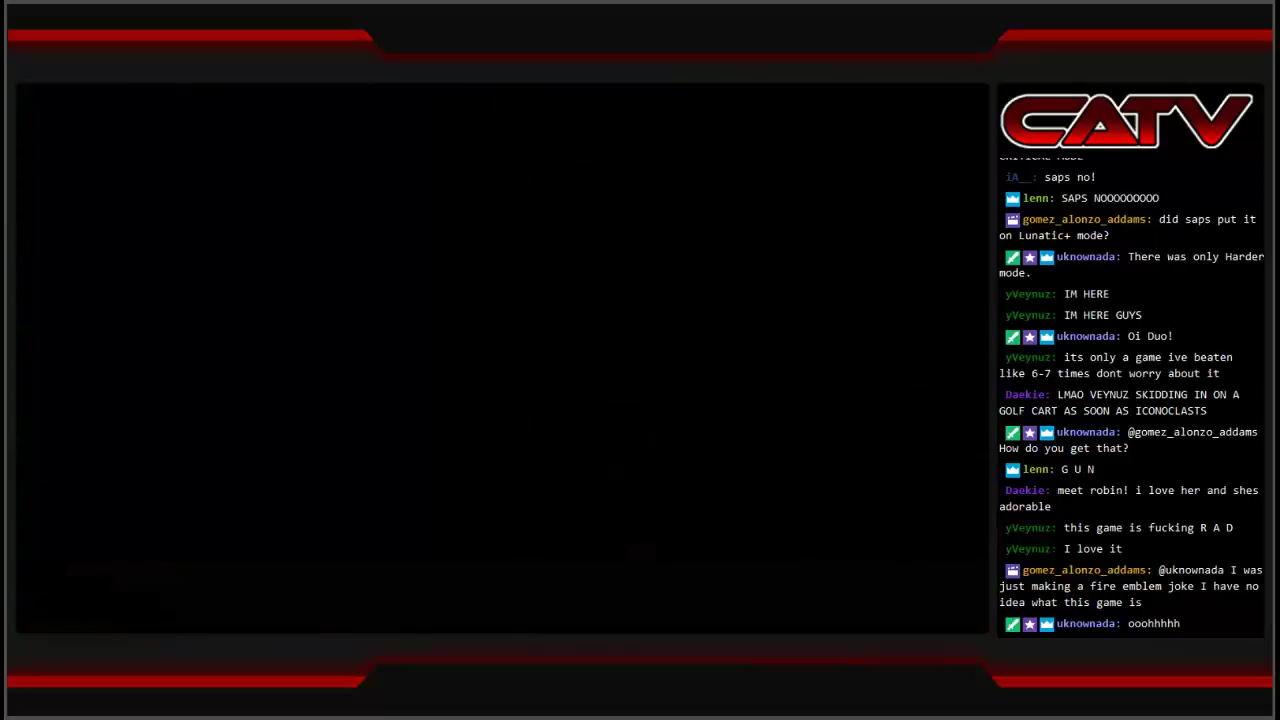 CATV
CRITICAL MODE
iA__: saps no!
lenn: SAPS NOOOOOOOOO
gomez_alonzo_addams: did saps put it
on Lunatic+ mode?
uknownada: There was only Harder
mode.
yVeynuz: IM HERE
yVeynuz: IM HERE GUYS
uknownada: Oi Duo!
yVeynuz: its only a game ive beaten
like 6-7 times dont worry about it
Daekie: LMAO VEYNUZ SKIDDING IN ON A
GOLF CART AS SOON AS ICONOCLASTS
uknownada: @gomez_alonzo_addams
How do you get that?
lenn: G U N
Daekie: meet robin! i love her and shes
adorable
yVeynuz: this game is fucking R A D
yVeynuz: I love it
gomez_alonzo_addams: @uknownada I was
just making a fire emblem joke I have no
idea what this game is
uknownada: ooohhhhh